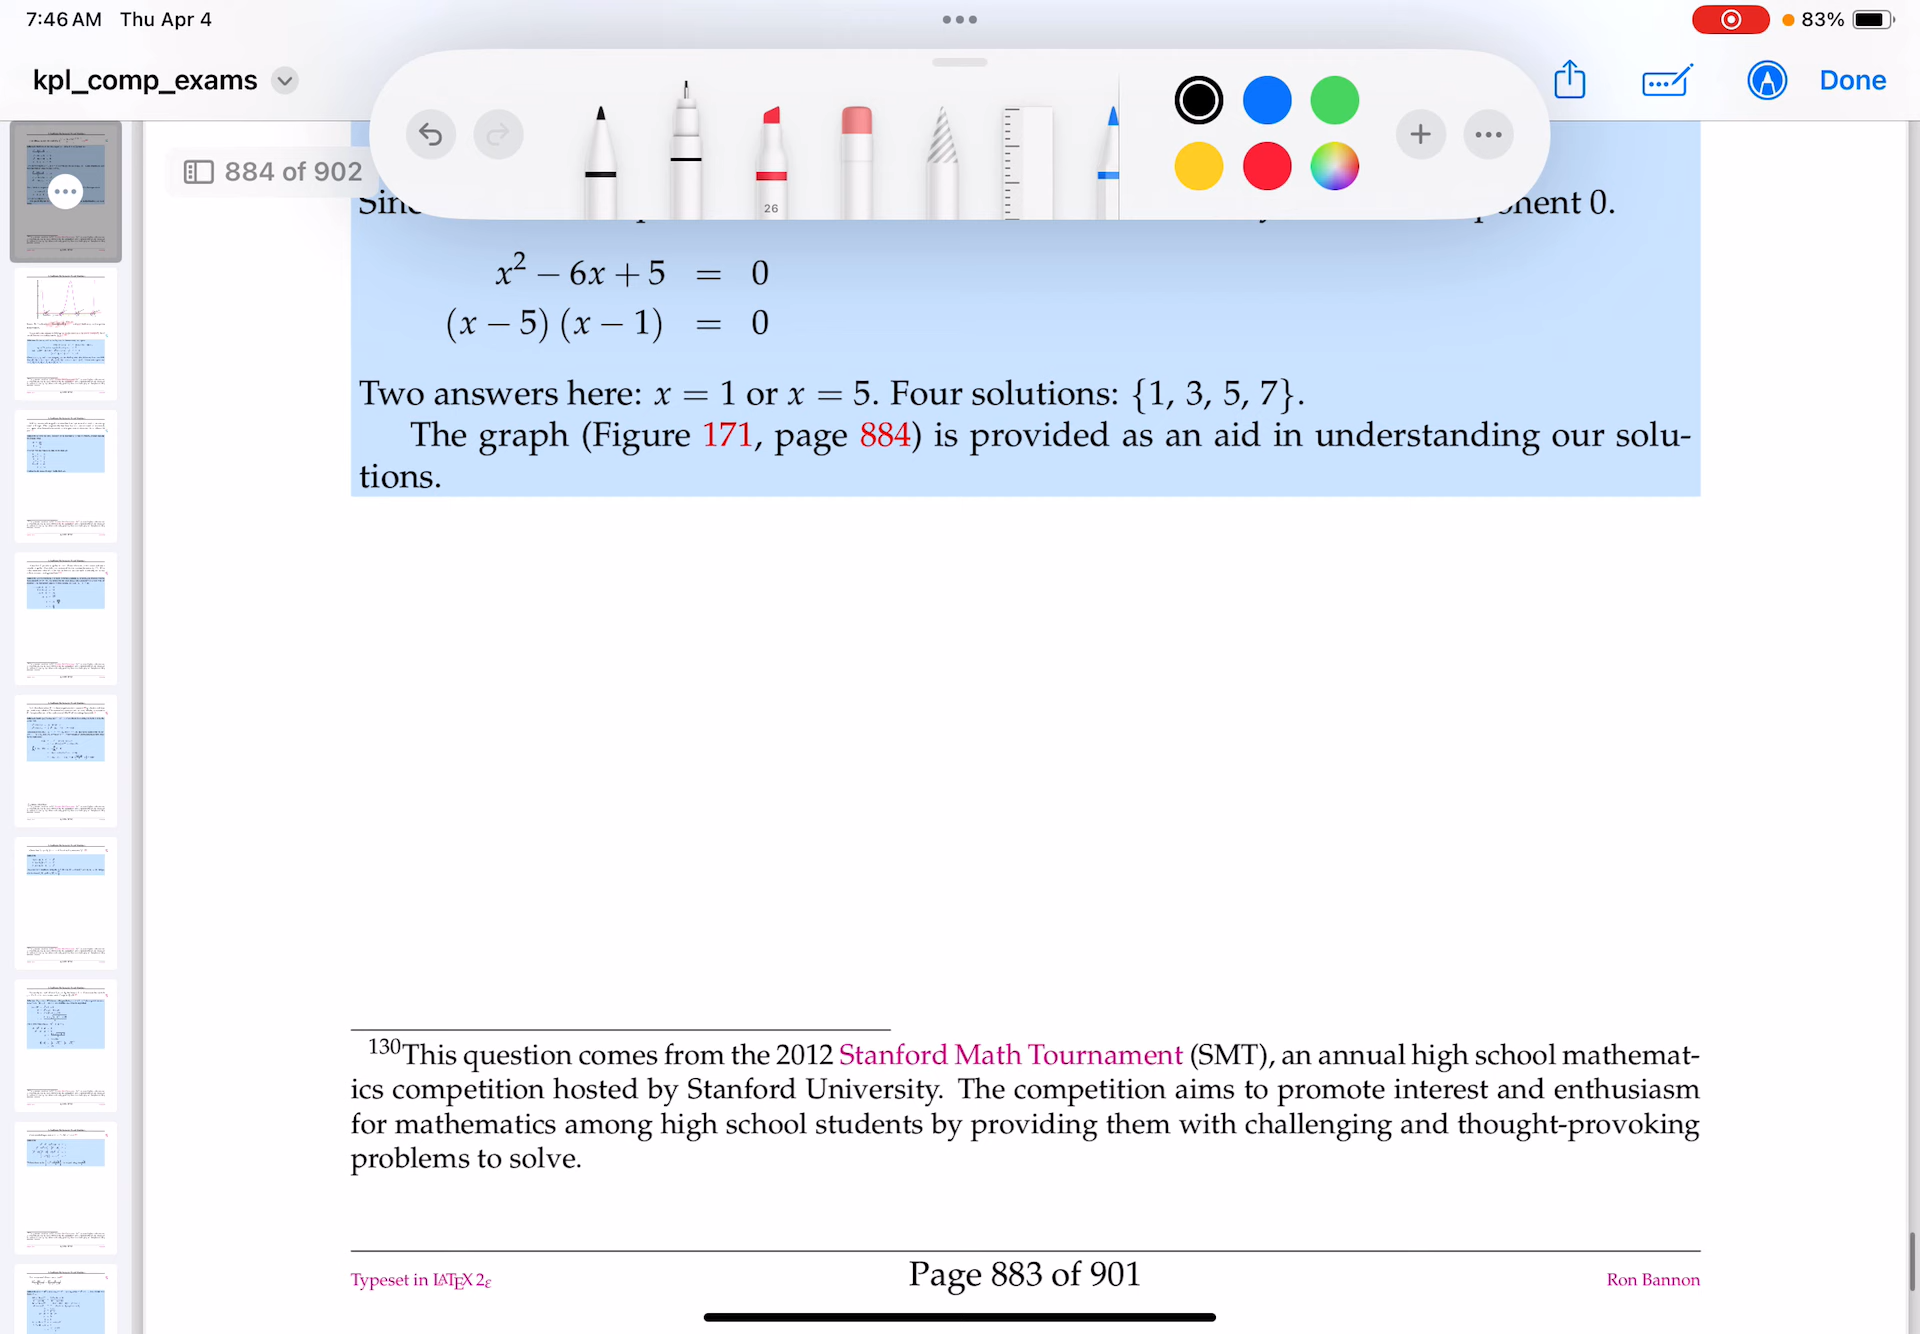 7:46 AM Thu Apr 4
83%
kpl_comp_exams
Done
884 of 902
26
0.
x² − 6x + 5 = 0
(x − 5) (x − 1) = 0
Two answers here: x = 1 or x = 5. Four solutions: {1, 3, 5, 7}.
The graph (Figure 171, page 884) is provided as an aid in understanding our solu-
tions.
¹³⁰This question comes from the 2012 Stanford Math Tournament (SMT), an annual high school mathemat-
ics competition hosted by Stanford University. The competition aims to promote interest and enthusiasm
for mathematics among high school students by providing them with challenging and thought-provoking
problems to solve.
Typeset in LATEX 2ε
Page 883 of 901
Ron Bannon